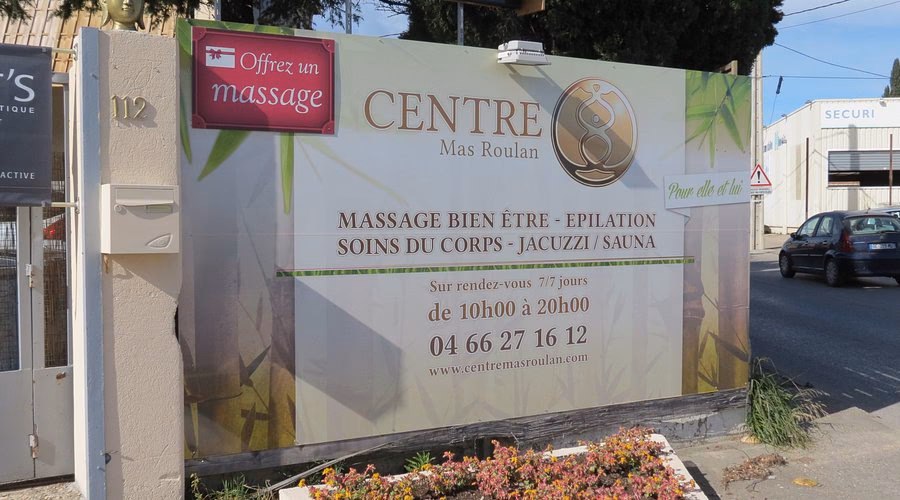 'S
TIQUE
ACTIVE
112
Offrez un
massage
CENTRE
Mas Roulan
Pour elle et lui
MASSAGE BIEN ÊTRE - EPILATION
SOINS DU CORPS - JACUZZI / SAUNA
Sur rendez-vous 7/7 jours
de 10h00 à 20h00
04 66 27 16 12
www.centremasroulan.com
SECURI